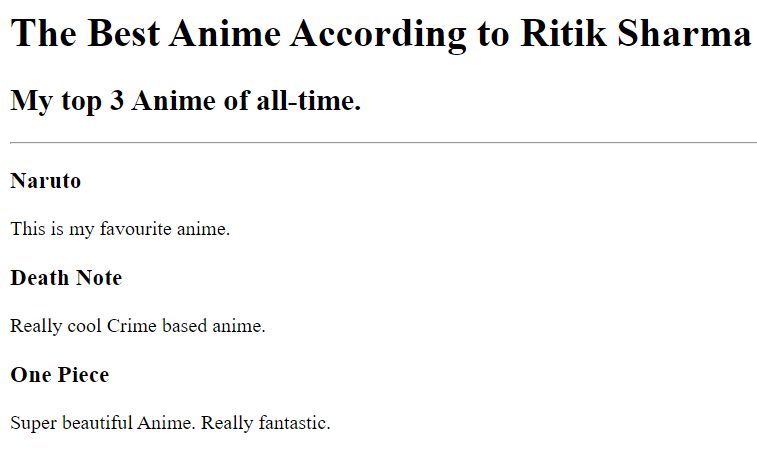 The Best Anime According to Ritik Sharma
My top 3 Anime of all-time.
Naruto
This is my favourite anime.
Death Note
Really cool Crime based anime.
One Piece
Super beautiful Anime. Really fantastic.